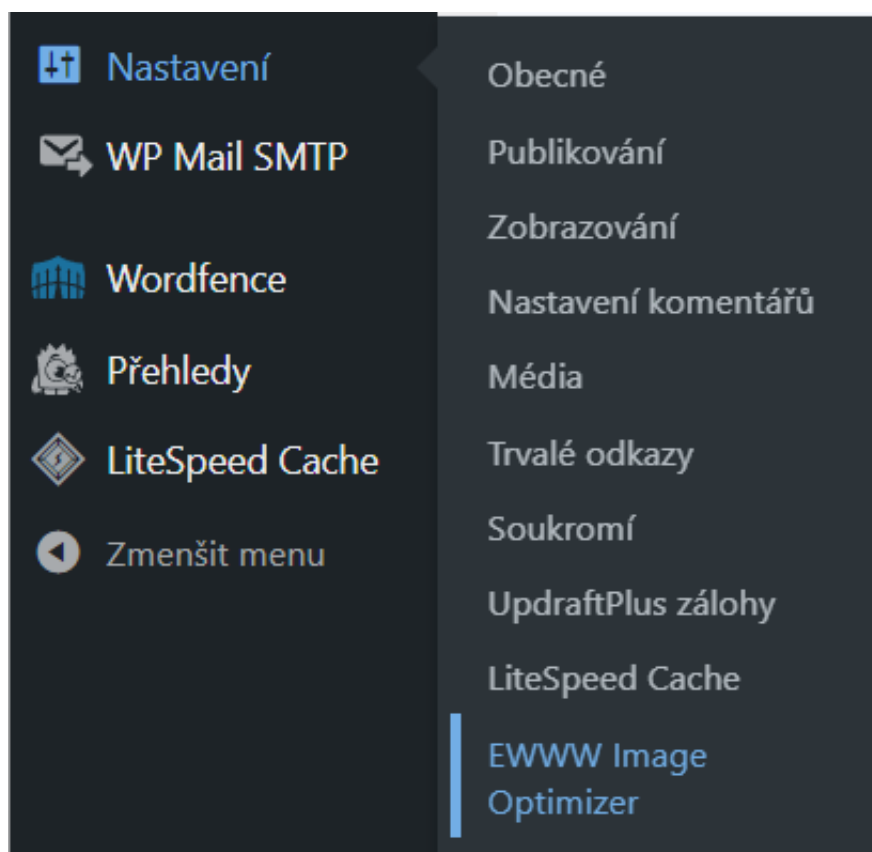 Nastavení
WP Mail SMTP
Wordfence
Přehledy
LiteSpeed Cache
Zmenšit menu
Obecné
Publikování
Zobrazování
Nastavení komentářů
Média
Trvalé odkazy
Soukromí
UpdraftPlus zálohy
LiteSpeed Cache
EWWW Image
Optimizer